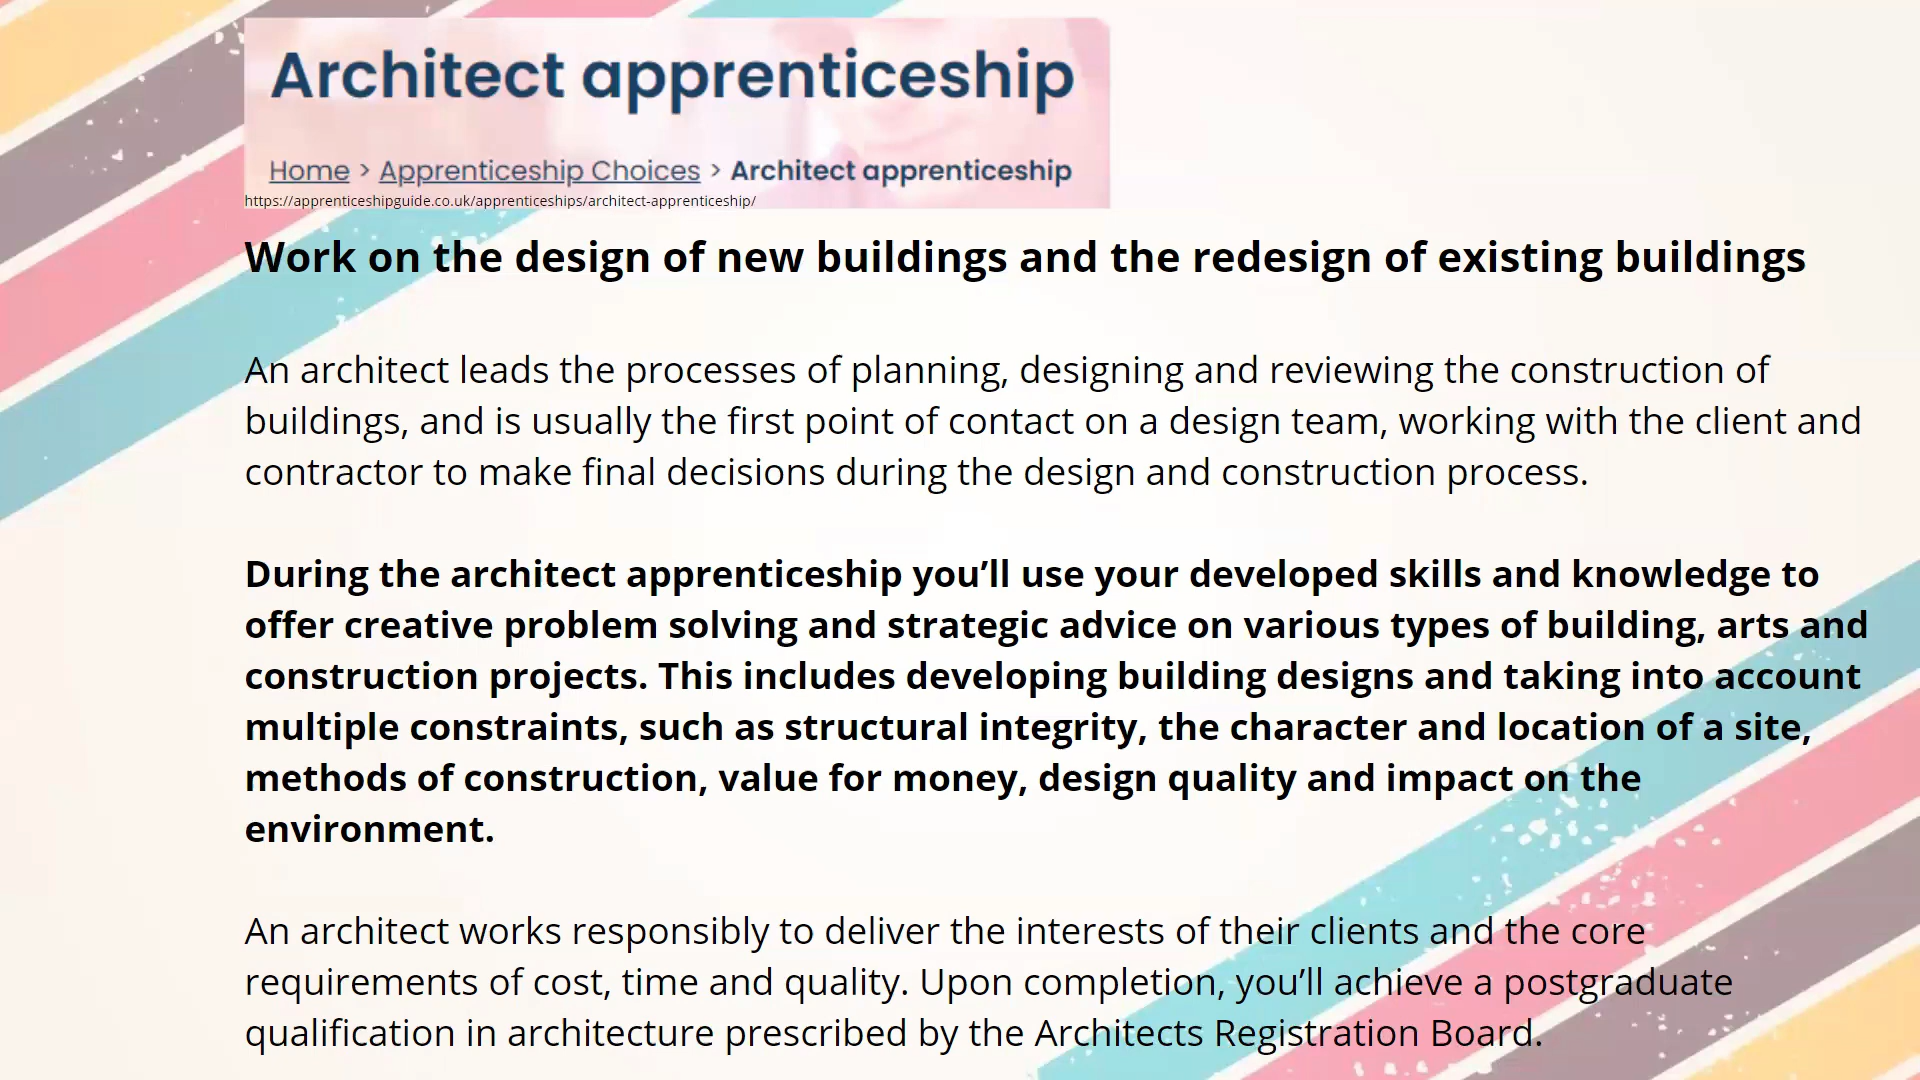 Architect apprenticeship
Home > Apprenticeship Choices > Architect apprenticeship
https://apprenticeshipguide.co.uk/apprenticeships/architect-apprenticeship/
Work on the design of new buildings and the redesign of existing buildings
An architect leads the processes of planning, designing and reviewing the construction of
buildings, and is usually the first point of contact on a design team, working with the client and
contractor to make final decisions during the design and construction process.
During the architect apprenticeship you’ll use your developed skills and knowledge to
offer creative problem solving and strategic advice on various types of building, arts and
construction projects. This includes developing building designs and taking into account
multiple constraints, such as structural integrity, the character and location of a site,
methods of construction, value for money, design quality and impact on the
environment.
An architect works responsibly to deliver the interests of their clients and the core
requirements of cost, time and quality. Upon completion, you’ll achieve a postgraduate
qualification in architecture prescribed by the Architects Registration Board.